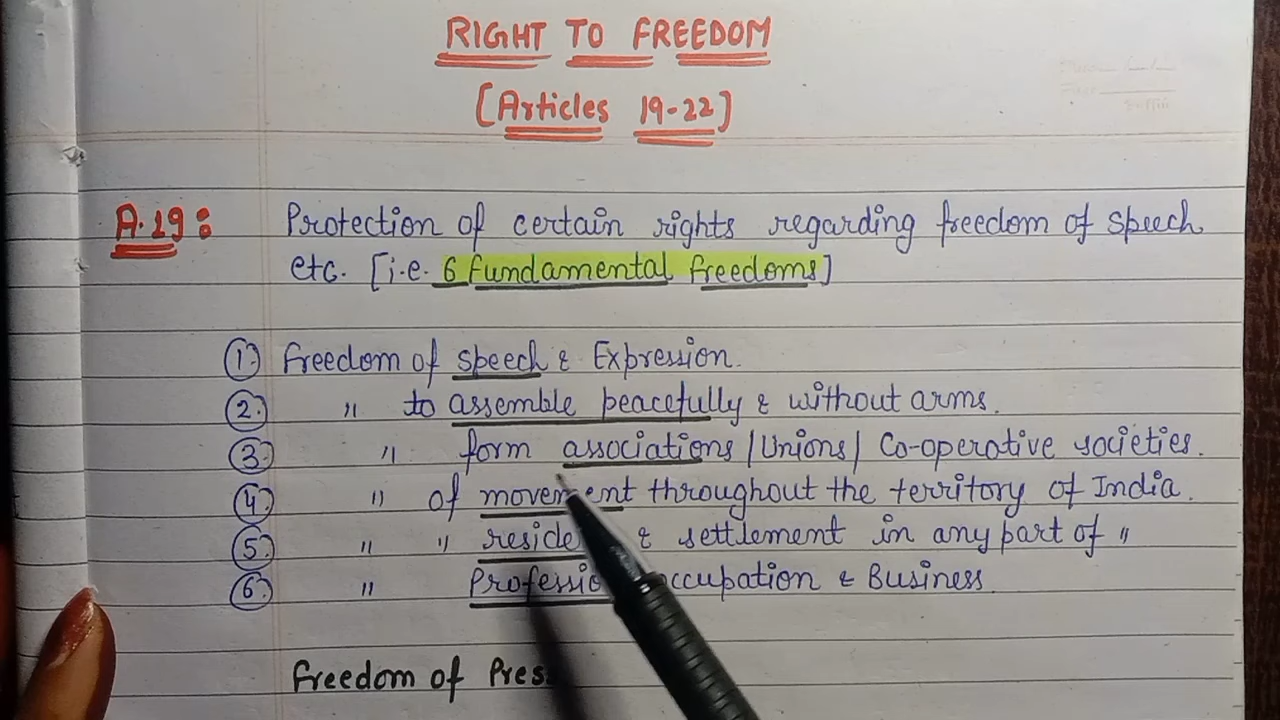 RIGHT TO FREEDOM
[Articles 19-22]
A.19: Protection of certain rights regarding freedom of speech
etc. [i.e. 6 fundamental freedoms]
① freedom of speech & Expression.
② " to assemble peacefully & without arms.
③ " form associations/Unions/ Co-operative societies.
④ " of movement throughout the territory of India.
⑤ " " & settlement in any part of "
⑥ " & Business
freedom of